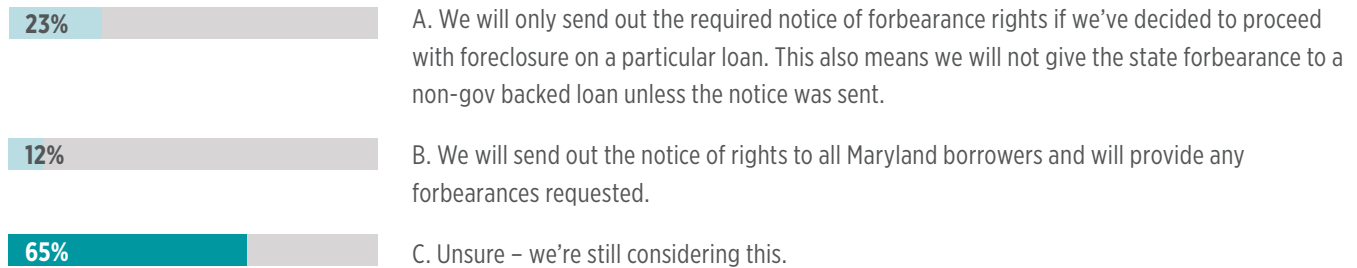 23%
A. We will only send out the required notice of forbearance rights if we’ve decided to proceed
with foreclosure on a particular loan. This also means we will not give the state forbearance to a
non-gov backed loan unless the notice was sent.
12%
B. We will send out the notice of rights to all Maryland borrowers and will provide any
forbearances requested.
65%
C. Unsure – we’re still considering this.